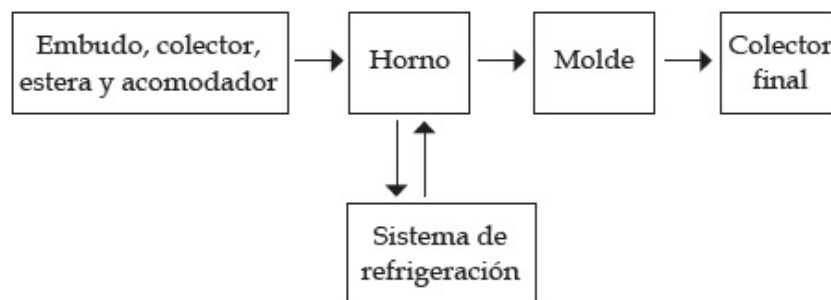 Embudo, colector,
estera y acomodador
Horno
Molde
Colector
final
Sistema de
refrigeración